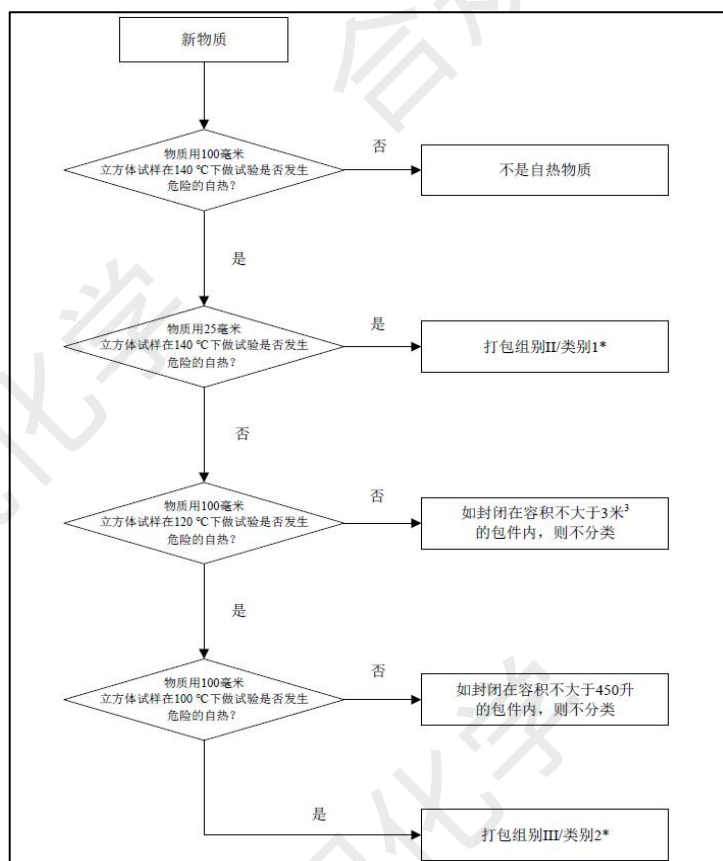 新物质
物质用100毫米
立方体试样在140 ℃下做试验是否发生
危险的自热？
否
不是自热物质
是
物质用25毫米
立方体试样在140 ℃下做试验是否发生
危险的自热？
是
打包组别II/类别1*
否
物质用100毫米
立方体试样在120 ℃下做试验是否发生
危险的自热？
否
如封闭在容积不大于3米³
的包件内，则不分类
是
物质用100毫米
立方体试样在100 ℃下做试验是否发生
危险的自热？
否
如封闭在容积不大于450升
的包件内，则不分类
是
打包组别III/类别2*
化学
化学